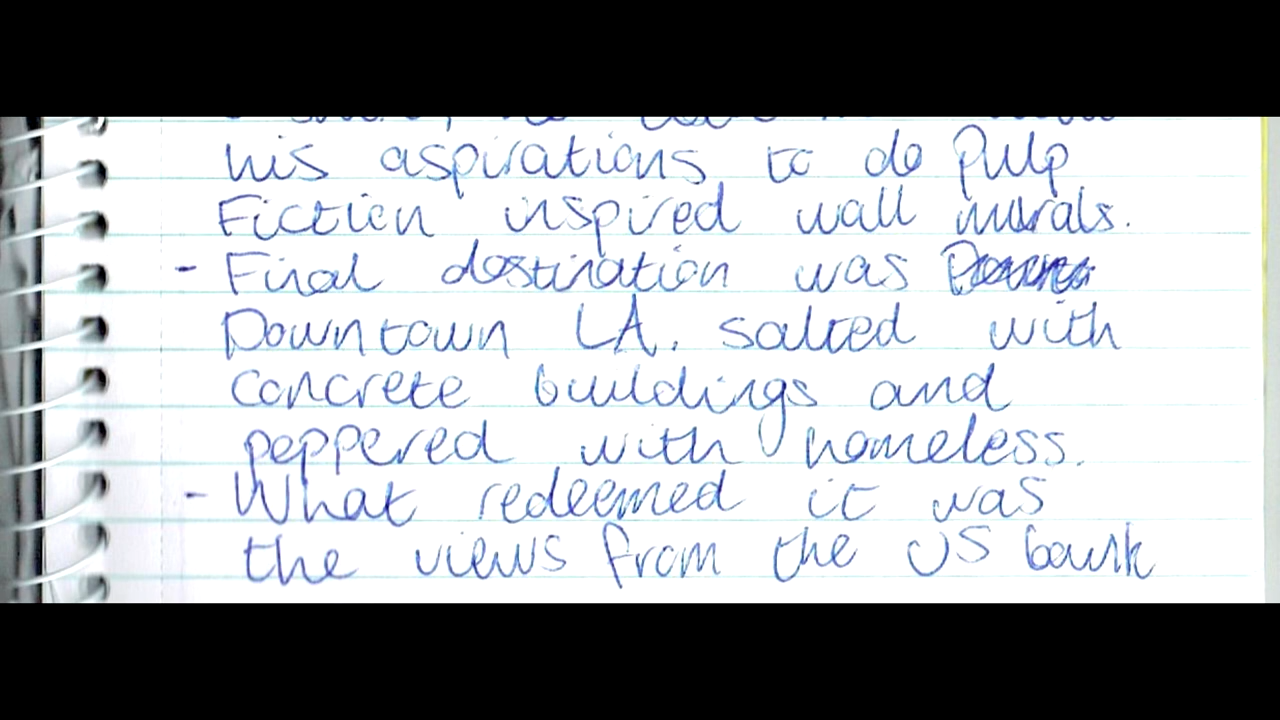 his aspirations to do Pulp
Fiction inspired wall murals.
- Final destination was
Downtown LA. salted with
concrete buildings and
peppered with homeless.
- What redeemed it was
the views from the US bank